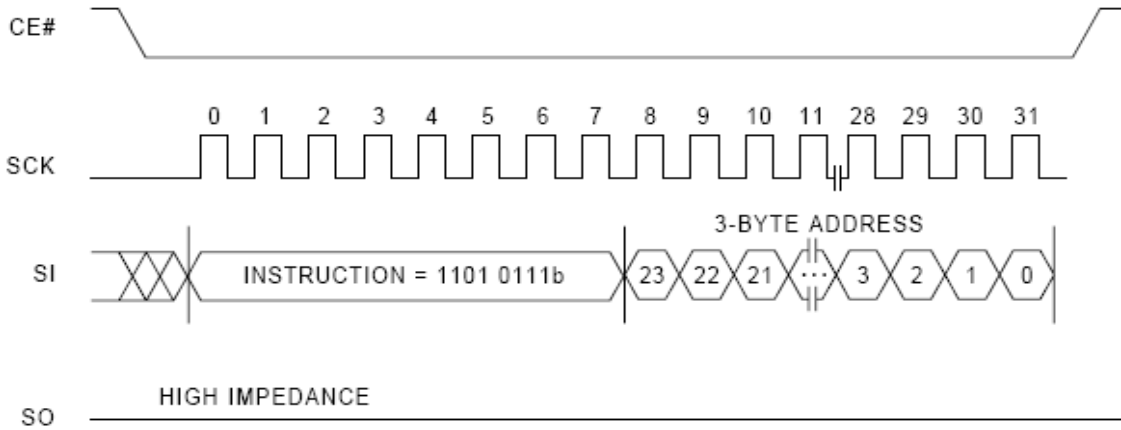 CE#
0 1 2 3 4 5 6 7 8 9 10 11 28 29 30 31
SCK
3-BYTE ADDRESS
SI INSTRUCTION = 1101 0111b 23 22 21 ... 3 2 1 0
HIGH IMPEDANCE
SO